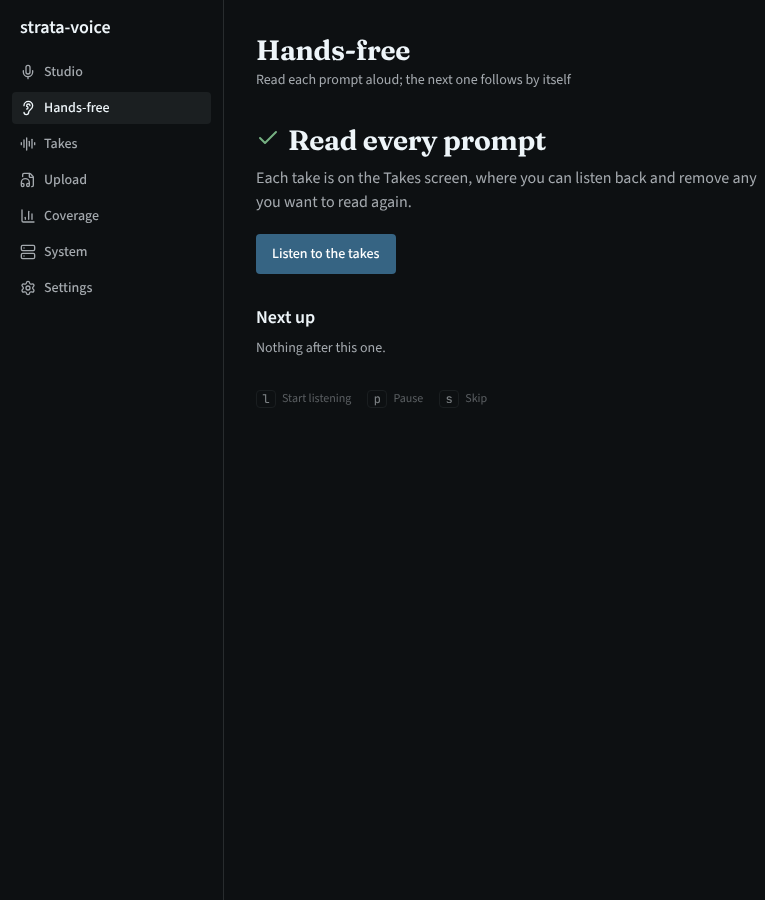 strata-voice
Studio
Hands-free
Takes
Upload
Coverage
System
Settings
Hands-free
Read each prompt aloud; the next one follows by itself
Read every prompt
Each take is on the Takes screen, where you can listen back and remove any
you want to read again.
Listen to the takes
Next up
Nothing after this one.
l Start listening p Pause s Skip